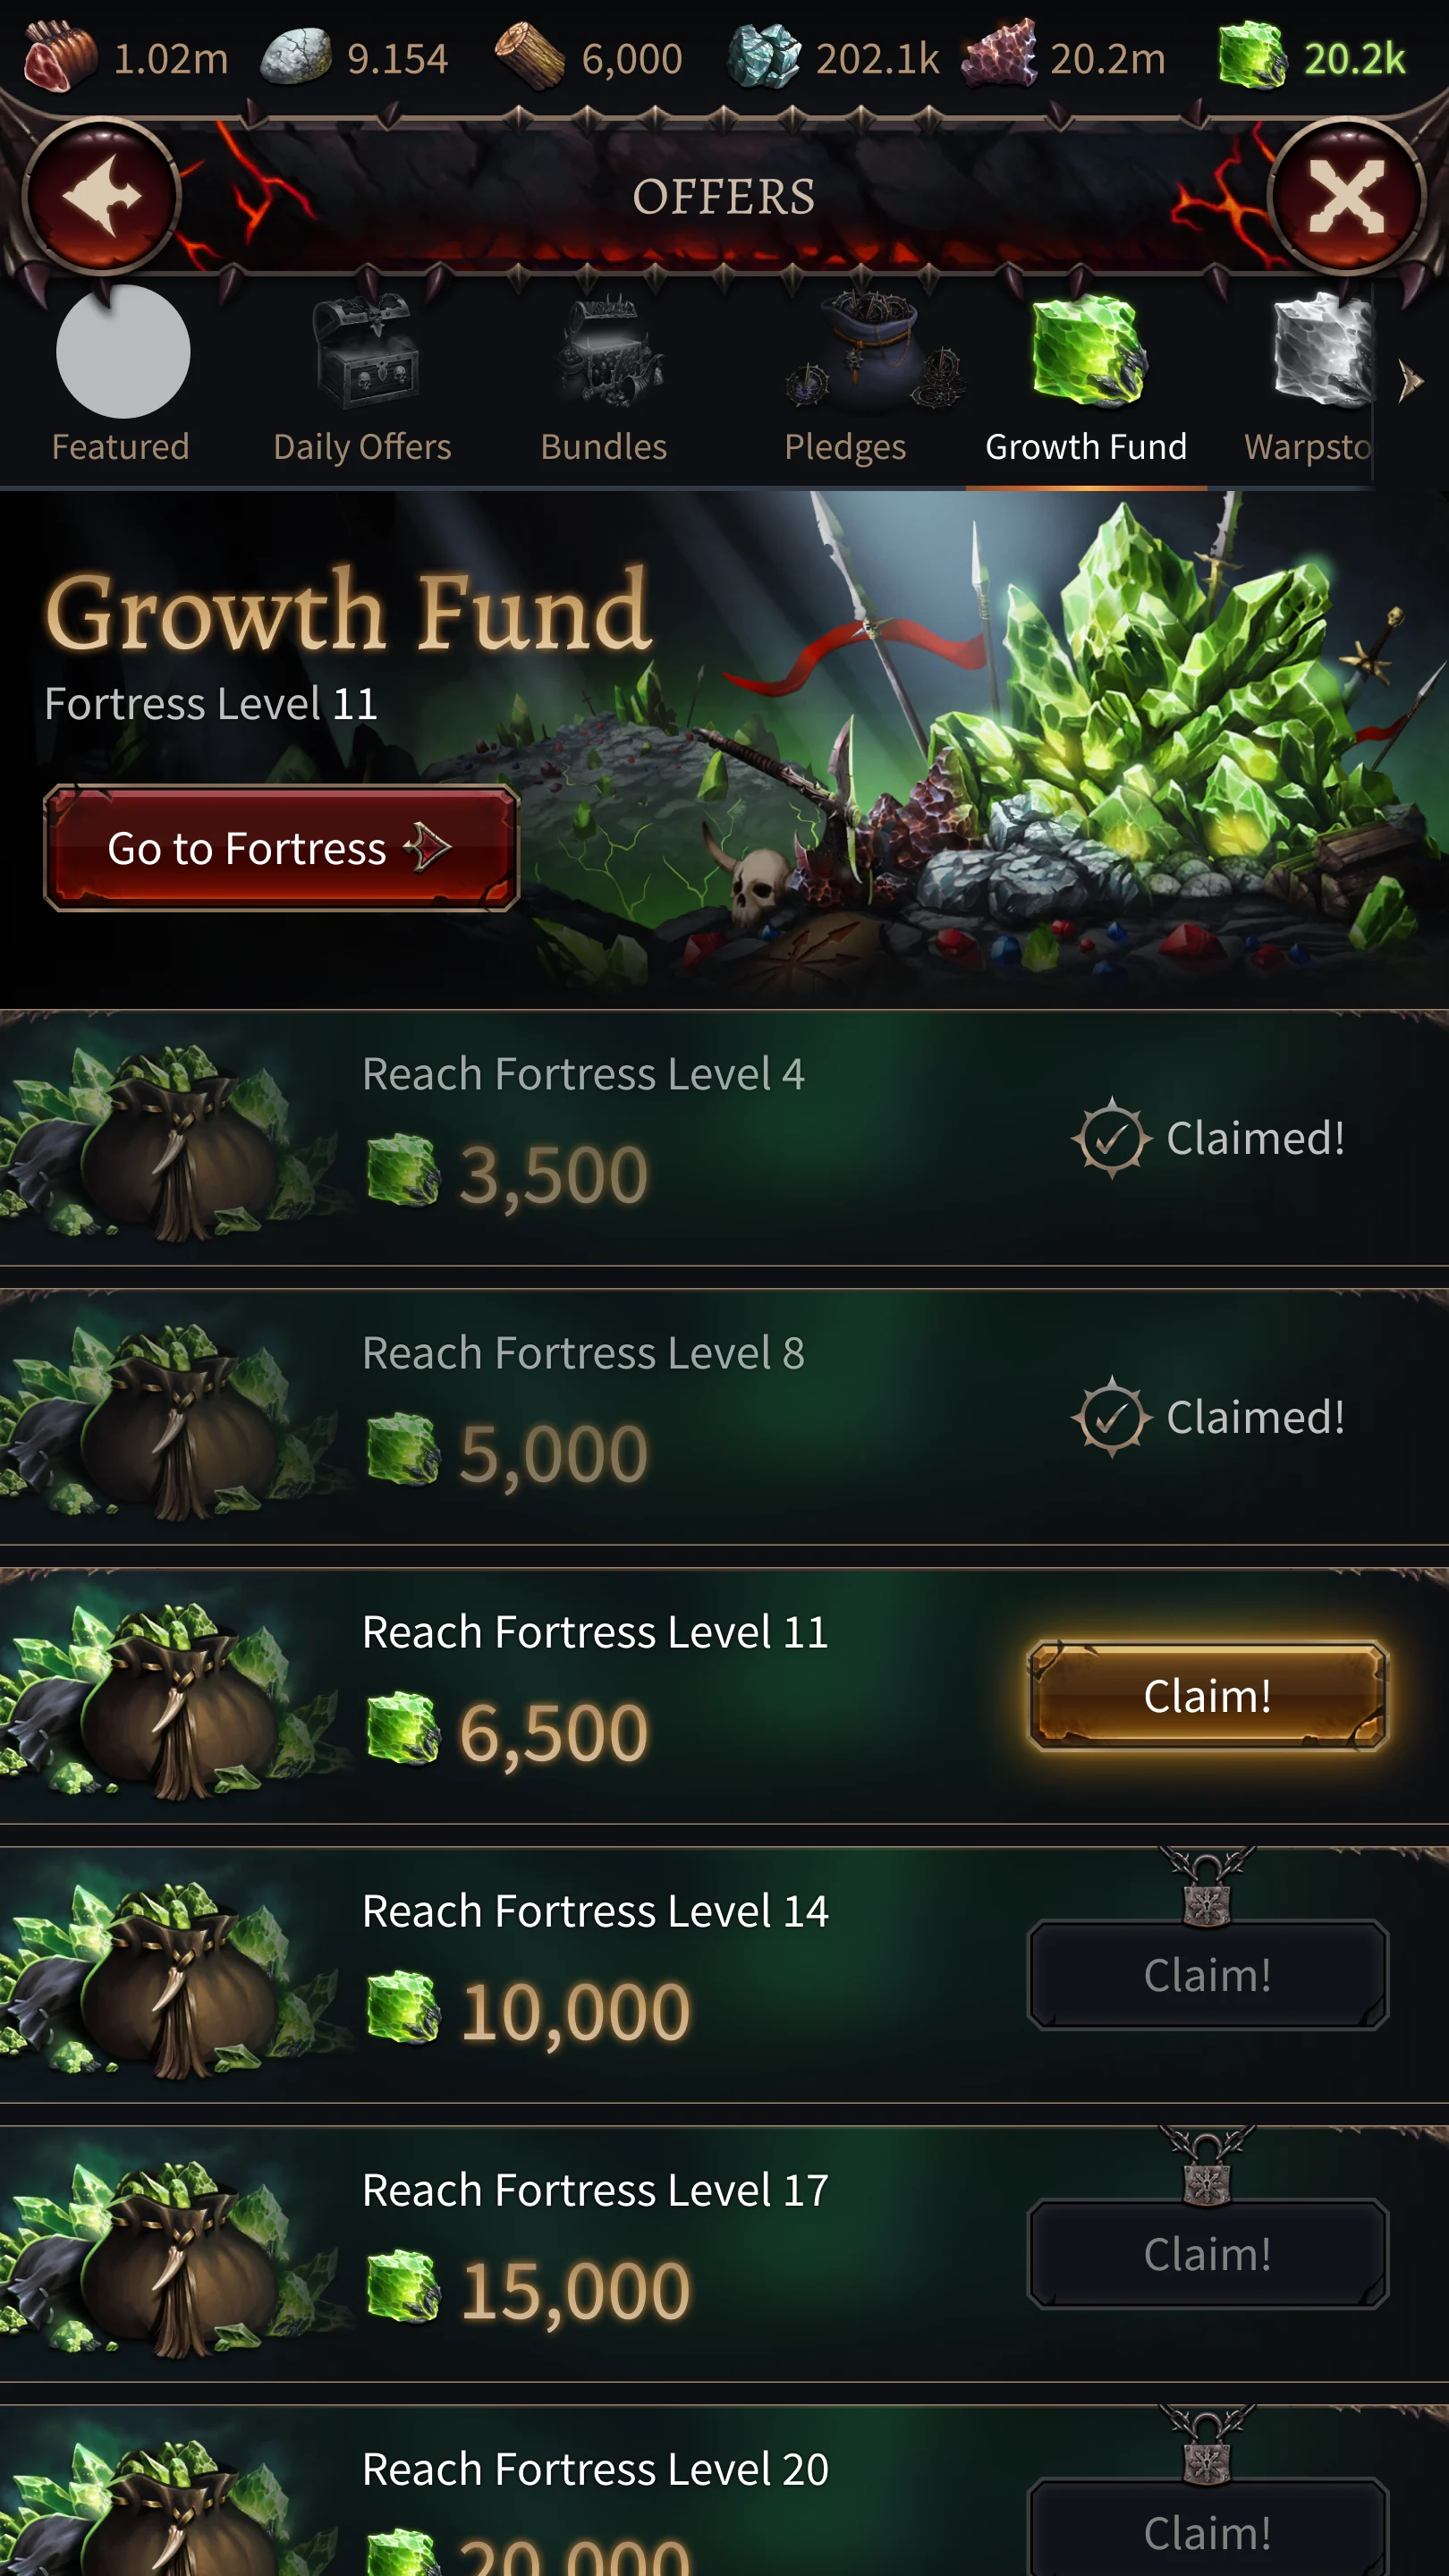 1.02m 9.154 6,000 202.1k 20.2m 20.2k
OFFERS
Featured Daily Offers Bundles Pledges Growth Fund Warpsto
Growth Fund
Fortress Level 11
Go to Fortress
Reach Fortress Level 4
3,500
Claimed!
Reach Fortress Level 8
5,000
Claimed!
Reach Fortress Level 11
6,500
Claim!
Reach Fortress Level 14
10,000
Claim!
Reach Fortress Level 17
15,000
Claim!
Reach Fortress Level 20
20,000
Claim!